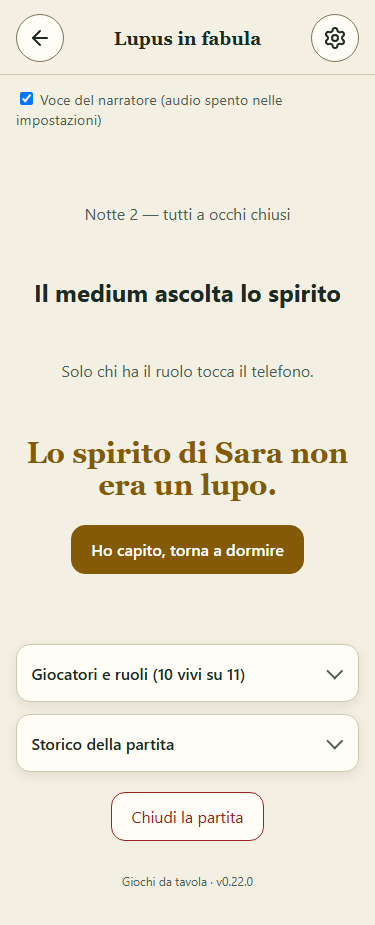 Lupus in fabula
Voce del narratore (audio spento nelle
impostazioni)
Notte 2 — tutti a occhi chiusi
Il medium ascolta lo spirito
Solo chi ha il ruolo tocca il telefono.
Lo spirito di Sara non
era un lupo.
Ho capito, torna a dormire
Giocatori e ruoli (10 vivi su 11)
Storico della partita
Chiudi la partita
Giochi da tavola · v0.22.0